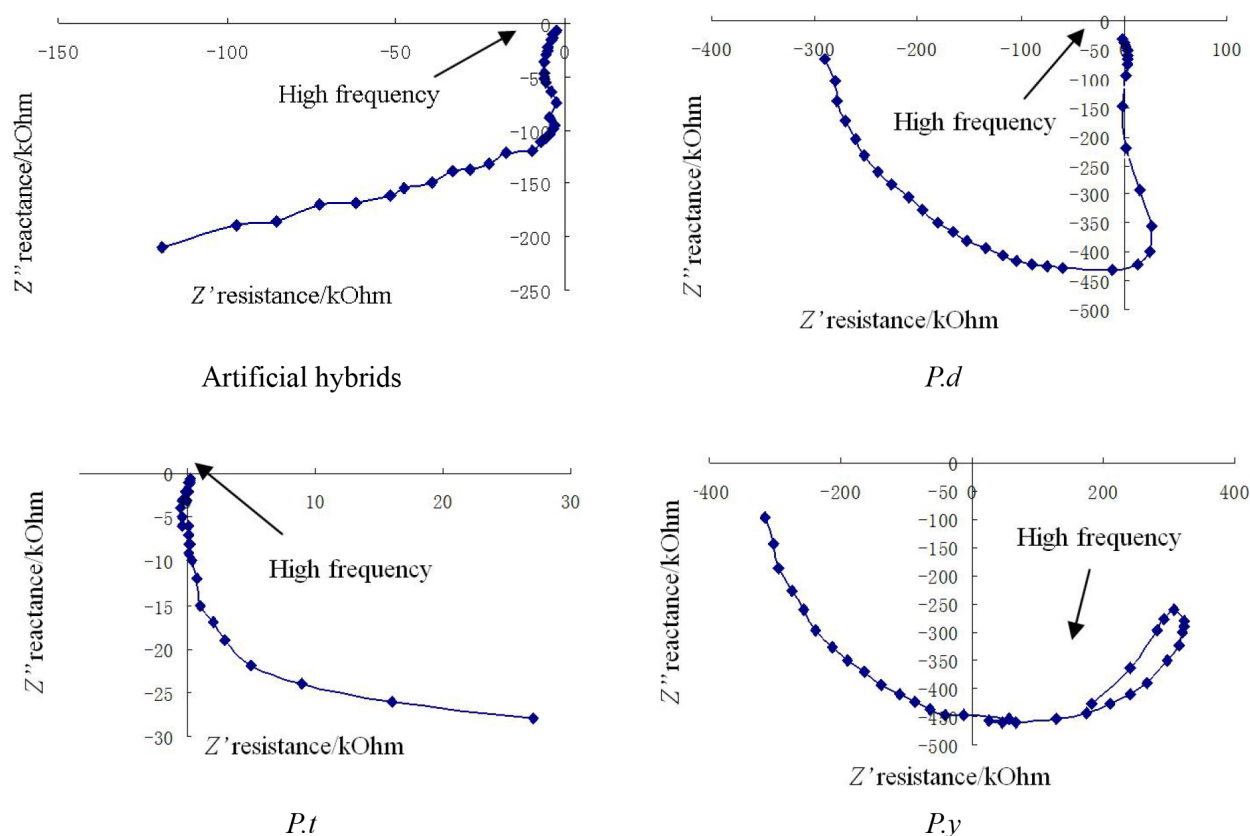 0
-150 -100 -50 0
-50
-100
-150
-200
-250
High frequency
Z’’reactance/kOhm
Z’resistance/kOhm
Artificial hybrids
0
-400 -300 -200 -100 0 100
-50
-100
-150
-200
-250
-300
-350
-400
-450
-500
High frequency
Z’’reactance/kOhm
Z’resistance/kOhm
P.d
0
0 10 20 30
-5
-10
-15
-20
-25
-30
High frequency
Z’’reactance/kOhm
Z’resistance/kOhm
P.t
0
-400 -200 0 200 400
-50
-100
-150
-200
-250
-300
-350
-400
-450
-500
High frequency
Z’’reactance/kOhm
Z’resistance/kOhm
P.y